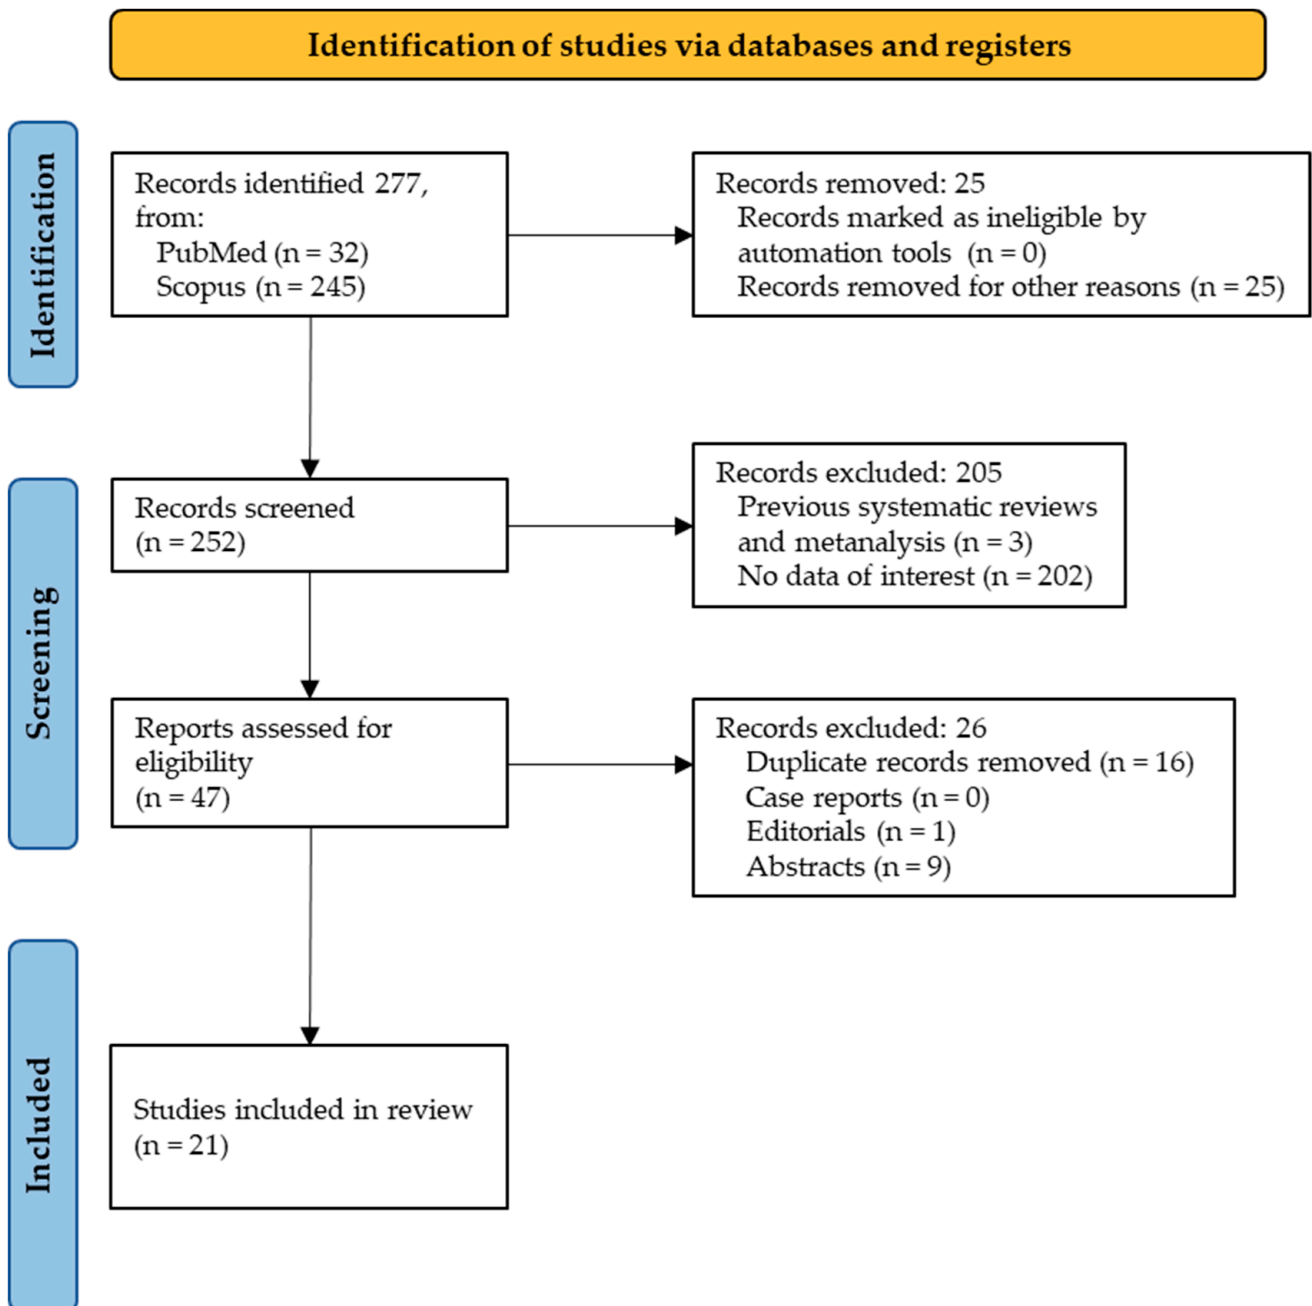 Identification of studies via databases and registers
Identification
Records identified 277,
from:
PubMed (n = 32)
Scopus (n = 245)
Records removed: 25
Records marked as ineligible by
automation tools (n = 0)
Records removed for other reasons (n = 25)
Screening
Records screened
(n = 252)
Records excluded: 205
Previous systematic reviews
and metanalysis (n = 3)
No data of interest (n = 202)
Reports assessed for
eligibility
(n = 47)
Records excluded: 26
Duplicate records removed (n = 16)
Case reports (n = 0)
Editorials (n = 1)
Abstracts (n = 9)
Included
Studies included in review
(n = 21)